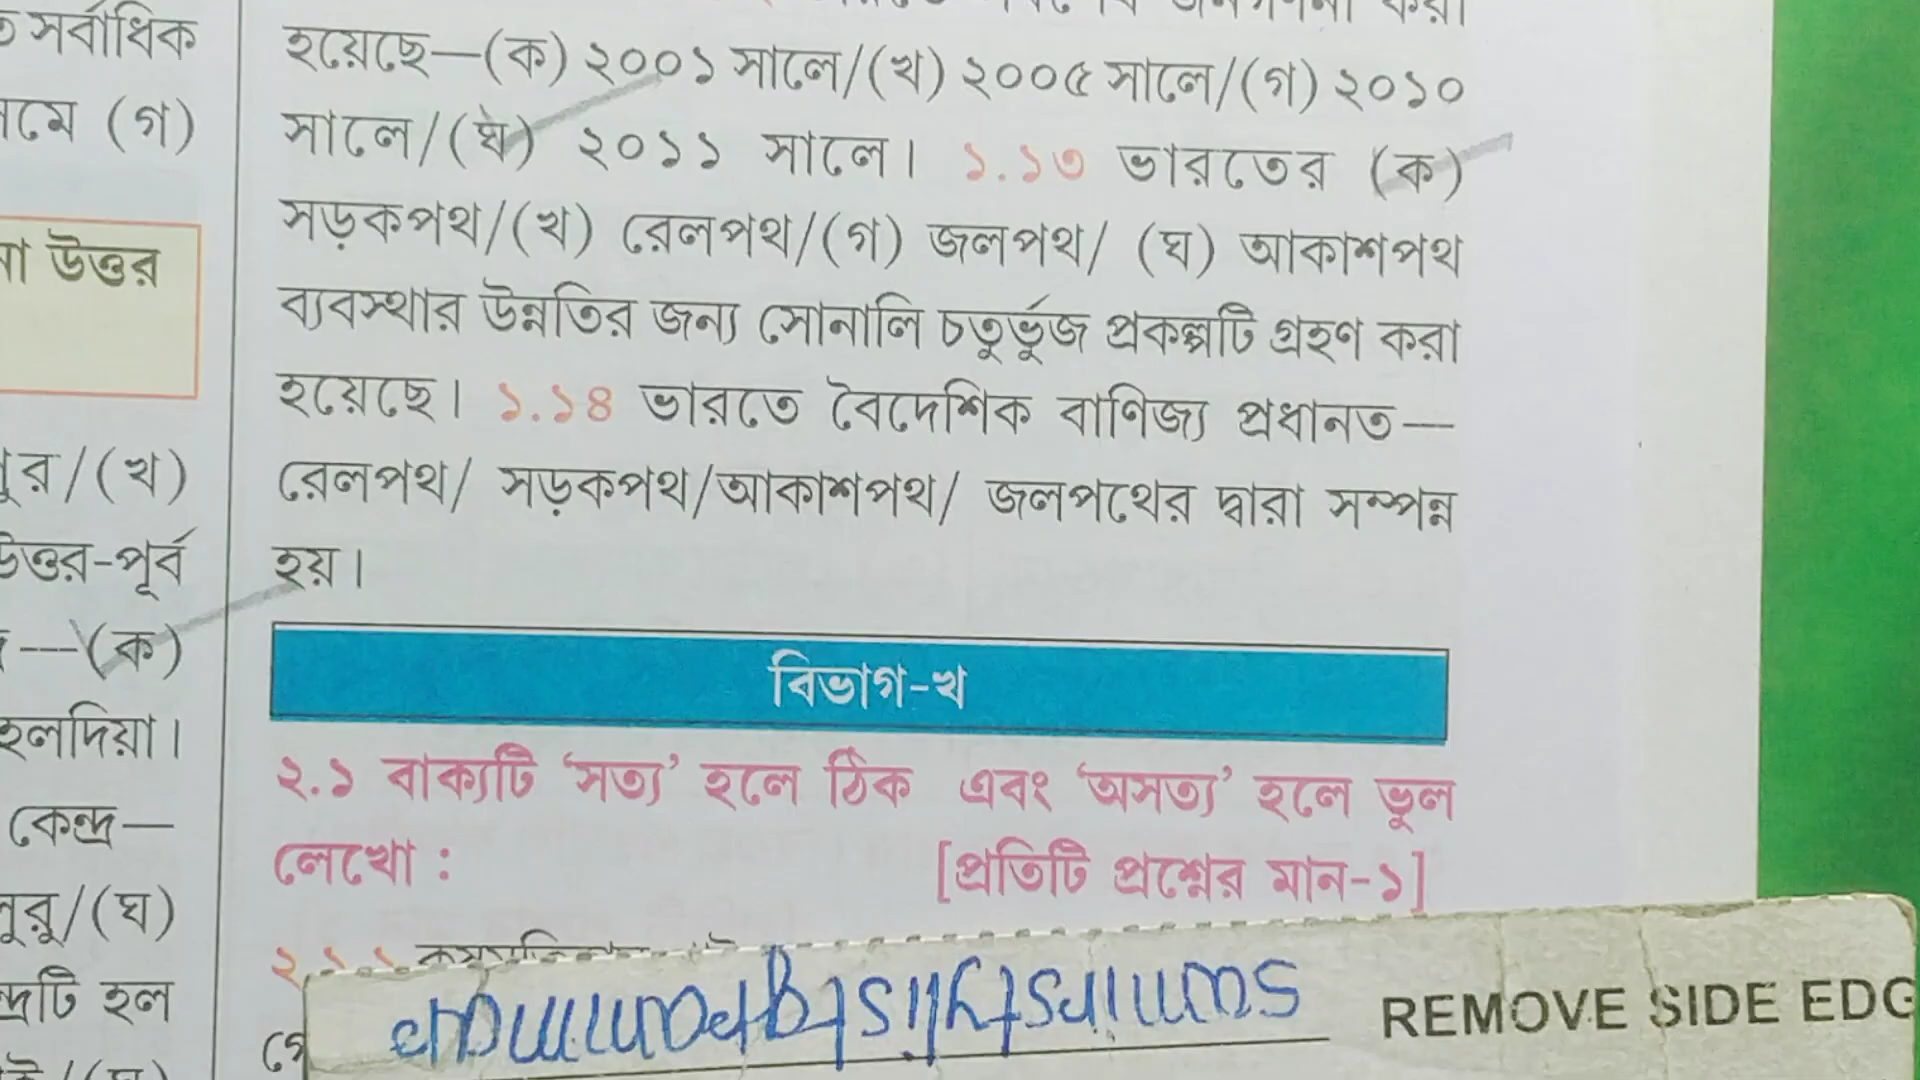 ত সর্বাধিক
(গ)
উত্তর
(খ)
উত্তর-পূর্ব
—(ক)
হলদিয়া।
কেন্দ্র—
(ঘ)
হল
হয়েছে—(ক) ২০০১ সালে/(খ) ২০০৫ সালে/(গ) ২০১০
সালে/(ঘ) ২০১১ সালে। ১.১৩ ভারতের (ক)
সড়কপথ/(খ) রেলপথ/(গ) জলপথ/ (ঘ) আকাশপথ
ব্যবস্থার উন্নতির জন্য সোনালি চতুর্ভুজ প্রকল্পটি গ্রহণ করা
হয়েছে। ১.১৪ ভারতে বৈদেশিক বাণিজ্য প্রধানত—
রেলপথ/ সড়কপথ/আকাশপথ/ জলপথের দ্বারা সম্পন্ন
হয়।
বিভাগ-খ
২.১ বাক্যটি ‘সত্য’ হলে ঠিক এবং ‘অসত্য’ হলে ভুল
লেখো : [প্রতিটি প্রশ্নের মান-১]
REMOVE SIDE EDG